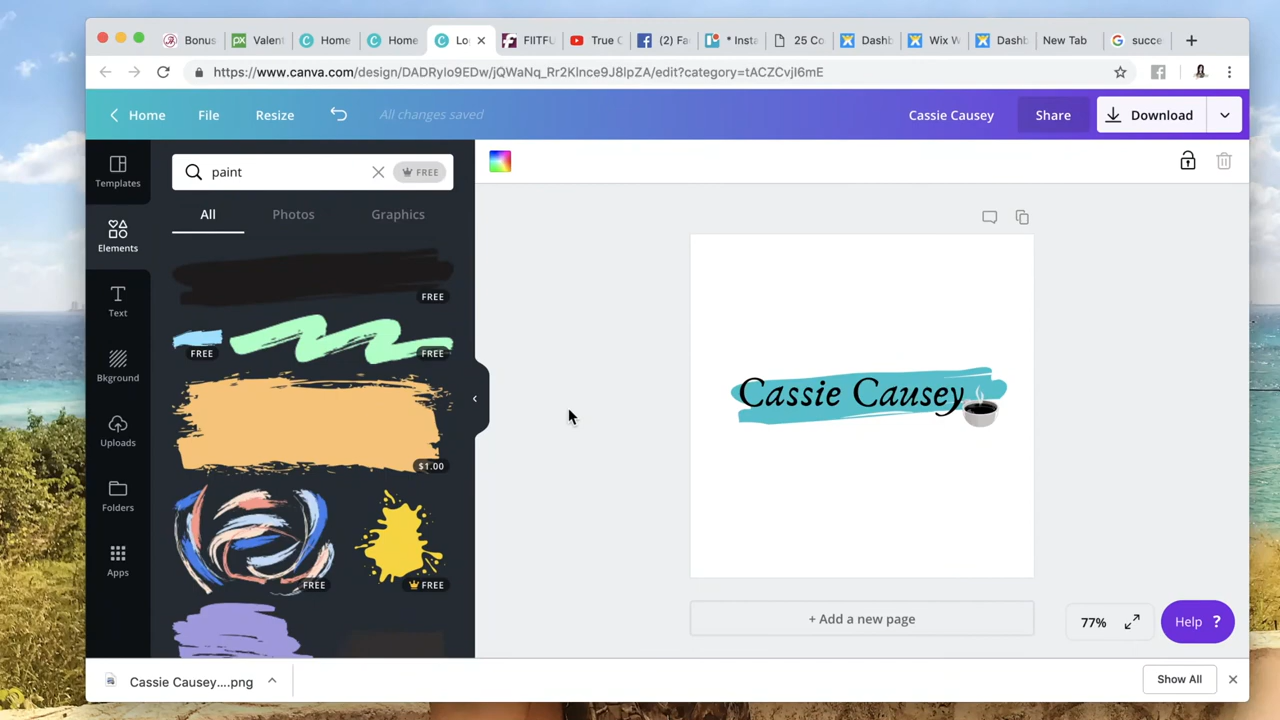 Bonus
Valen
Home
Home
Lo
FIITFU
True C
(2) Fa
* Insta
25 Co
Dashb
Wix W
Dashb
New Tab
succe
https://www.canva.com/design/DADRylo9EDw/jQWaNq_Rr2Klnce9J8lpZA/edit?category=tACZCvjI6mE
Home
File
Resize
All changes saved
Cassie Causey
Share
Download
Templates
Elements
Text
Bkground
Uploads
Folders
Apps
paint
FREE
All
Photos
Graphics
FREE
FREE
FREE
$1.00
FREE
FREE
Cassie Causey
+ Add a new page
77%
Help ?
Cassie Causey....png
Show All